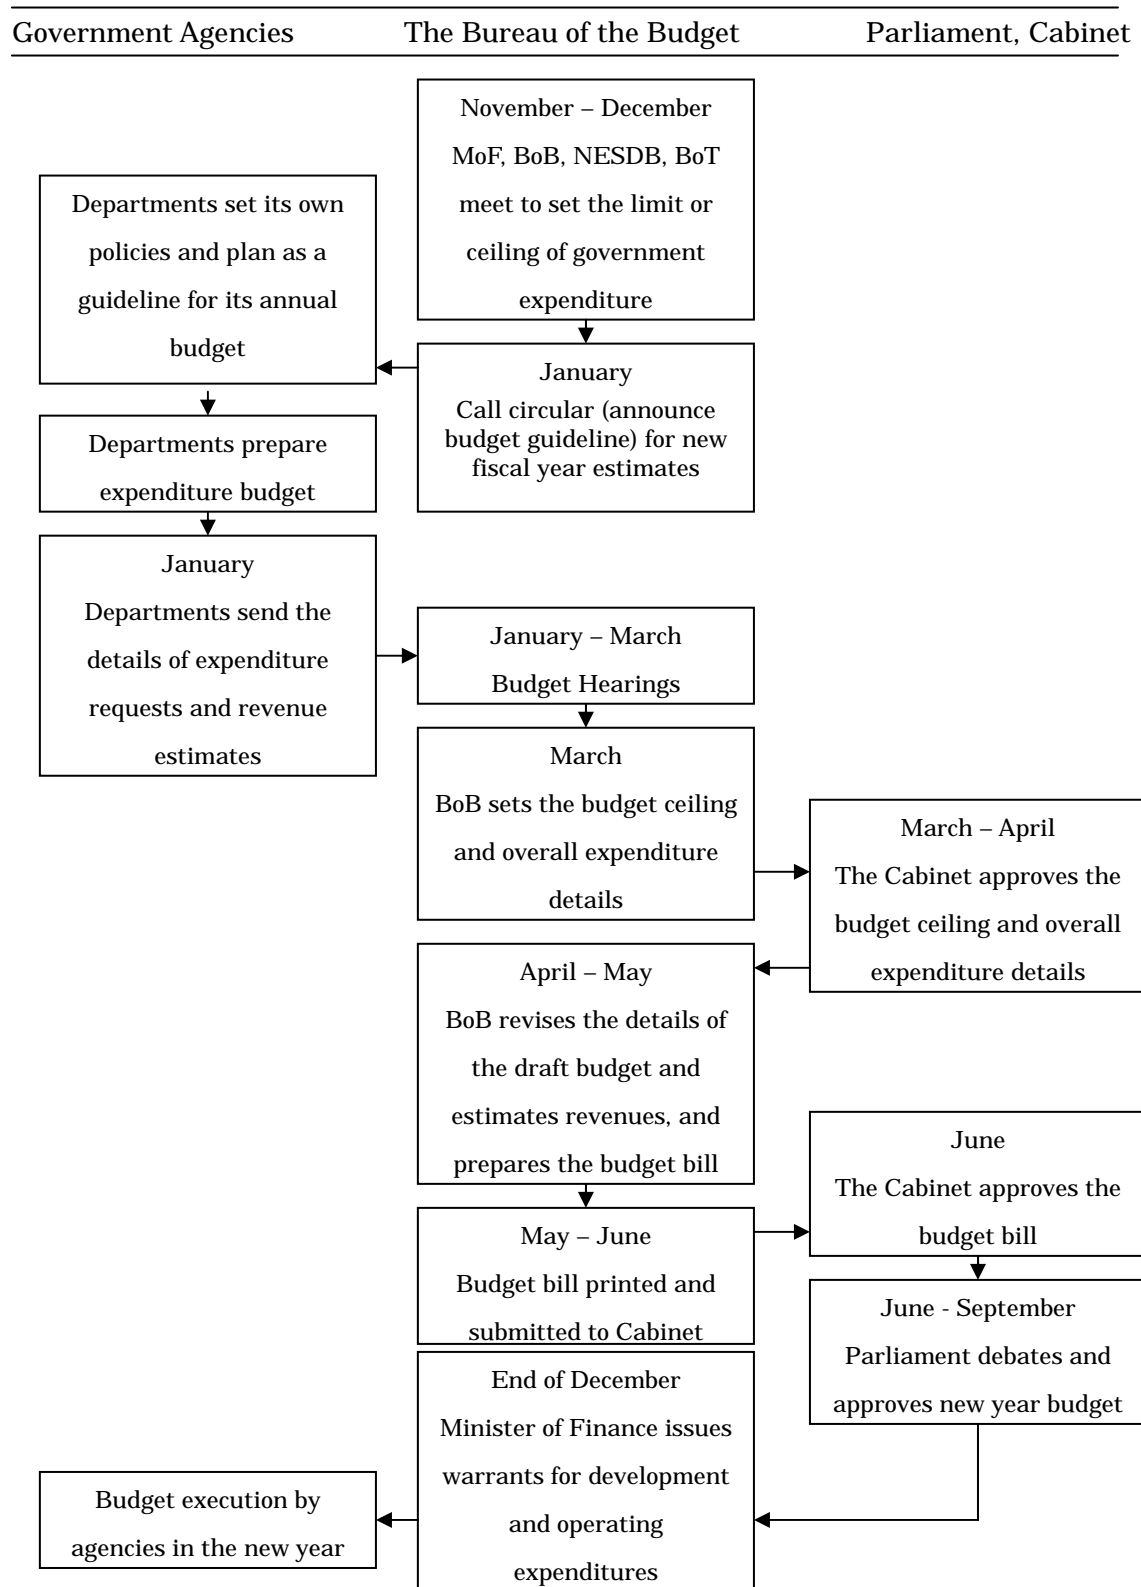 Government Agencies
The Bureau of the Budget
Parliament, Cabinet
November – December
MoF, BoB, NESDB, BoT
meet to set the limit or
ceiling of government
expenditure
Departments set its own
policies and plan as a
guideline for its annual
budget
January
Call circular (announce
budget guideline) for new
fiscal year estimates
Departments prepare
expenditure budget
January
Departments send the
details of expenditure
requests and revenue
estimates
January – March
Budget Hearings
March
BoB sets the budget ceiling
and overall expenditure
details
March – April
The Cabinet approves the
budget ceiling and overall
expenditure details
April – May
BoB revises the details of
the draft budget and
estimates revenues, and
prepares the budget bill
May – June
Budget bill printed and
submitted to Cabinet
June
The Cabinet approves the
budget bill
June - September
Parliament debates and
approves new year budget
End of December
Minister of Finance issues
warrants for development
and operating
expenditures
Budget execution by
agencies in the new year